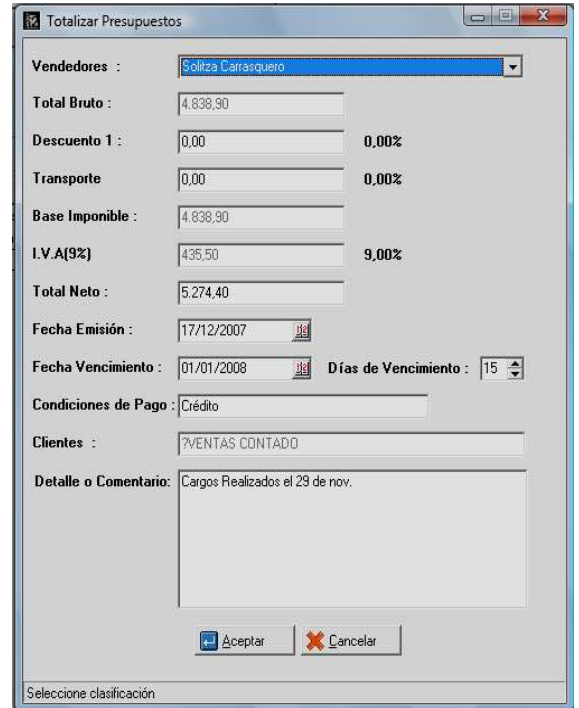 Totalizar Presupuestos
Vendedores : Solitza Carrasquero
Total Bruto : 4.838,90
Descuento 1 : 0,00 0,00%
Transporte 0,00 0,00%
Base Imponible : 4.838,90
I.V.A(9%) 435,50 9,00%
Total Neto : 5.274,40
Fecha Emisión : 17/12/2007
Fecha Vencimiento : 01/01/2008 Días de Vencimiento : 15
Condiciones de Pago : Crédito
Clientes : ?VENTAS CONTADO
Detalle o Comentario: Cargos Realizados el 29 de nov.
Aceptar Cancelar
Seleccione clasificación